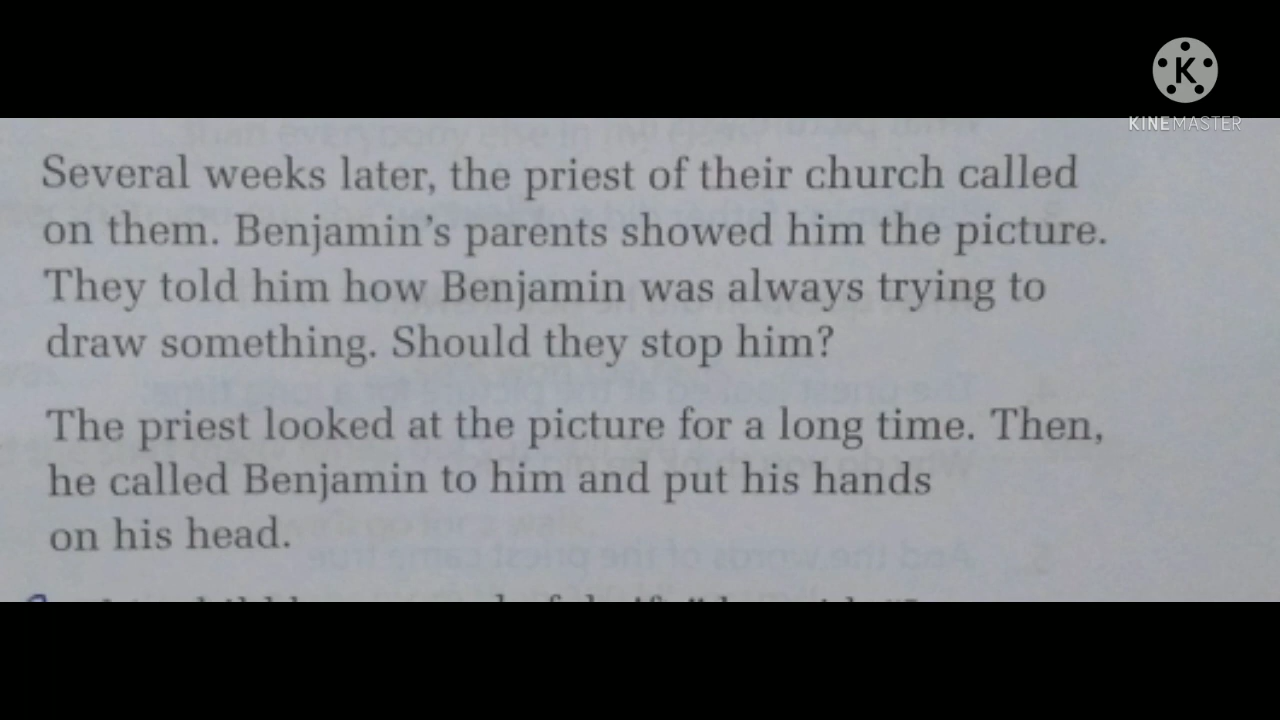 K
KINEMASTER
Several weeks later, the priest of their church called
on them. Benjamin's parents showed him the picture.
They told him how Benjamin was always trying to
draw something. Should they stop him?
The priest looked at the picture for a long time. Then,
he called Benjamin to him and put his hands
on his head.